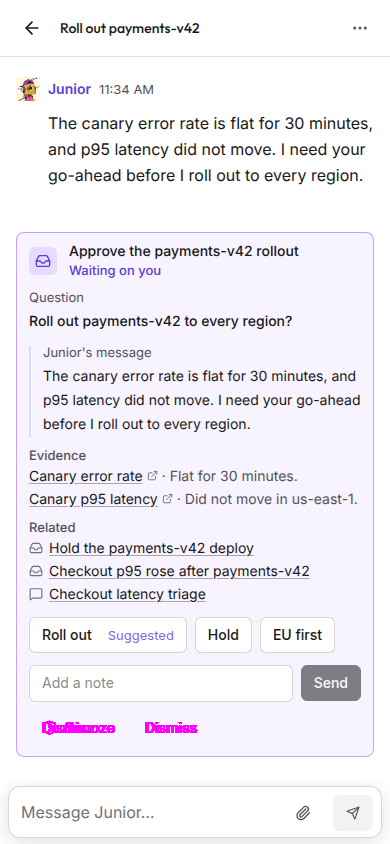 Roll out payments-v42
Junior 11:34 AM
The canary error rate is flat for 30 minutes,
and p95 latency did not move. I need your
go-ahead before I roll out to every region.
Approve the payments-v42 rollout
Waiting on you
Question
Roll out payments-v42 to every region?
Junior's message
The canary error rate is flat for 30 minutes, and
p95 latency did not move. I need your go-ahead
before I roll out to every region.
Evidence
Canary error rate · Flat for 30 minutes.
Canary p95 latency · Did not move in us-east-1.
Related
Hold the payments-v42 deploy
Checkout p95 rose after payments-v42
Checkout latency triage
Roll out Suggested Hold EU first
Add a note Send
Dismiss
Message Junior...